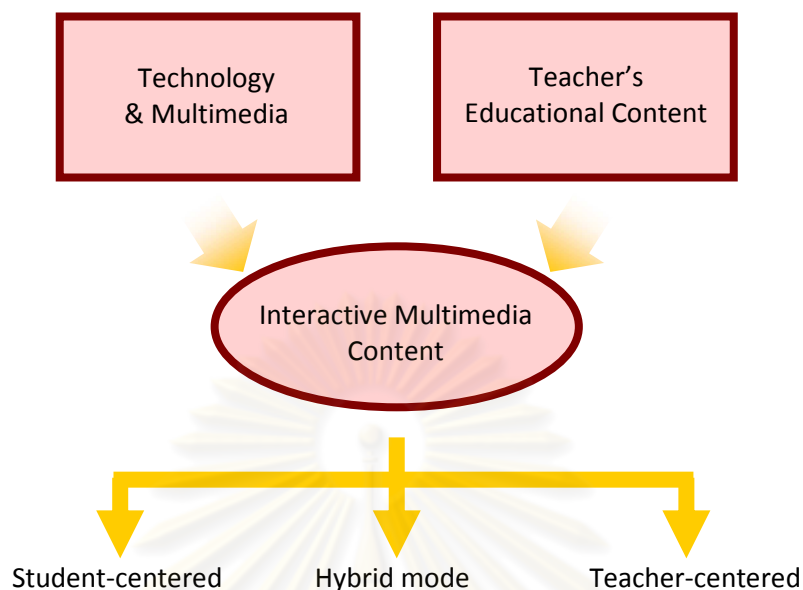 Technology
& Multimedia
Teacher’s
Educational Content
Interactive Multimedia
Content
Student-centered
Hybrid mode
Teacher-centered